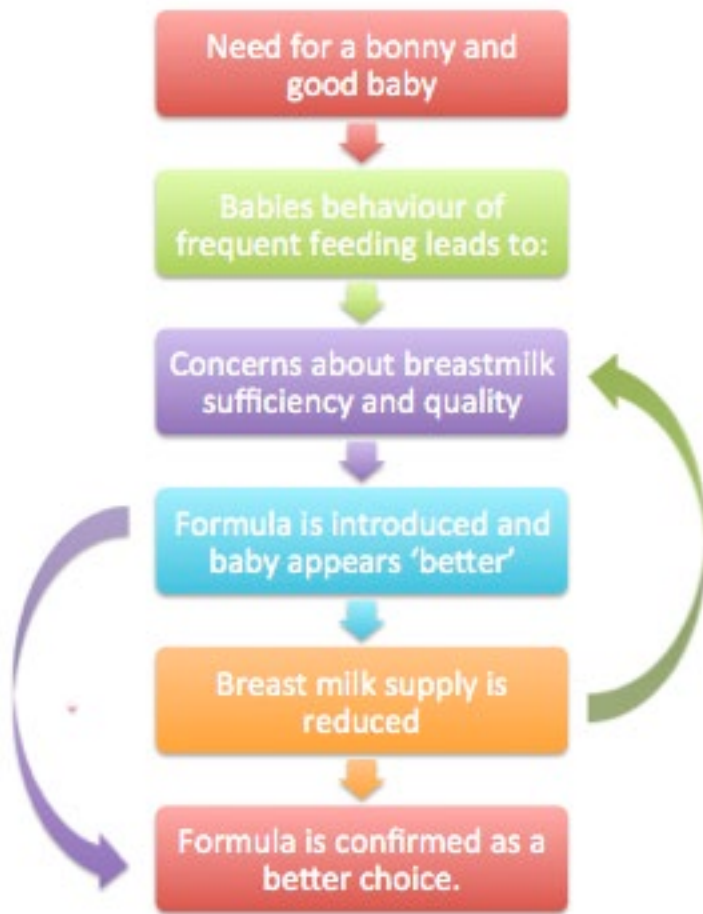 Need for a bonny and
good baby
Babies behaviour of
frequent feeding leads to:
Concerns about breastmilk
sufficiency and quality
Formula is introduced and
baby appears ‘better’
Breast milk supply is
reduced
Formula is confirmed as a
better choice.